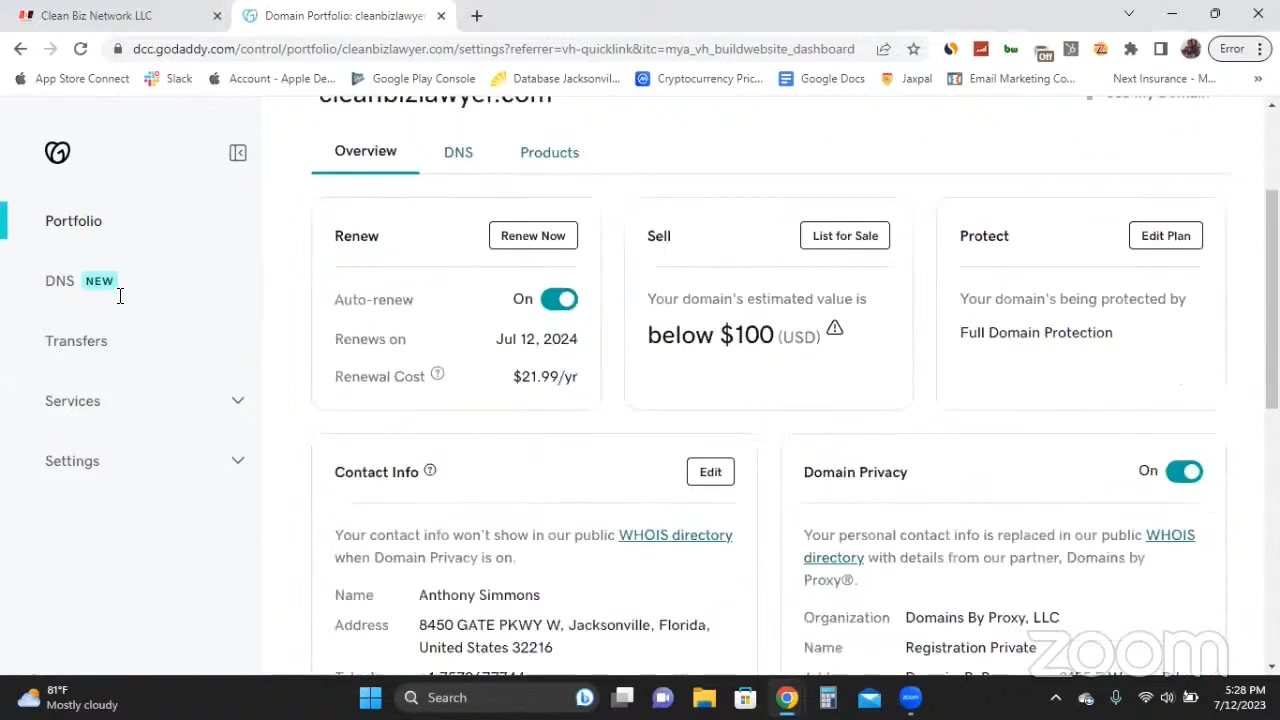 Clean Biz Network LLC
Domain Portfolio: cleanbizlawyer
dcc.godaddy.com/control/portfolio/cleanbizlawyer.com/settings?referrer=vh-quicklink&itc=mya_vh_buildwebsite_dashboard
bw
Off
Error
App Store Connect
Slack
Account - Apple De...
Google Play Console
Database Jacksonvil...
Cryptocurrency Pric...
Google Docs
Jaxpal
Email Marketing Co...
Next Insurance - M...
»
cleanbizlawyer.com
Overview
DNS
Products
Portfolio
DNS NEW
Transfers
Services
Settings
Renew
Renew Now
Auto-renew
On
Renews on
Jul 12, 2024
Renewal Cost
$21.99/yr
Sell
List for Sale
Your domain's estimated value is
below $100 (USD)
Protect
Edit Plan
Your domain's being protected by
Full Domain Protection
Contact Info
Edit
Your contact info won't show in our public WHOIS directory
when Domain Privacy is on.
Name
Anthony Simmons
Address
8450 GATE PKWY W, Jacksonville, Florida,
United States 32216
Domain Privacy
On
Your personal contact info is replaced in our public WHOIS
directory with details from our partner, Domains by
Proxy®.
Organization
Domains By Proxy, LLC
Name
Registration Private
zoom
81°F
Mostly cloudy
Search
zoom
5:28 PM
7/12/2023